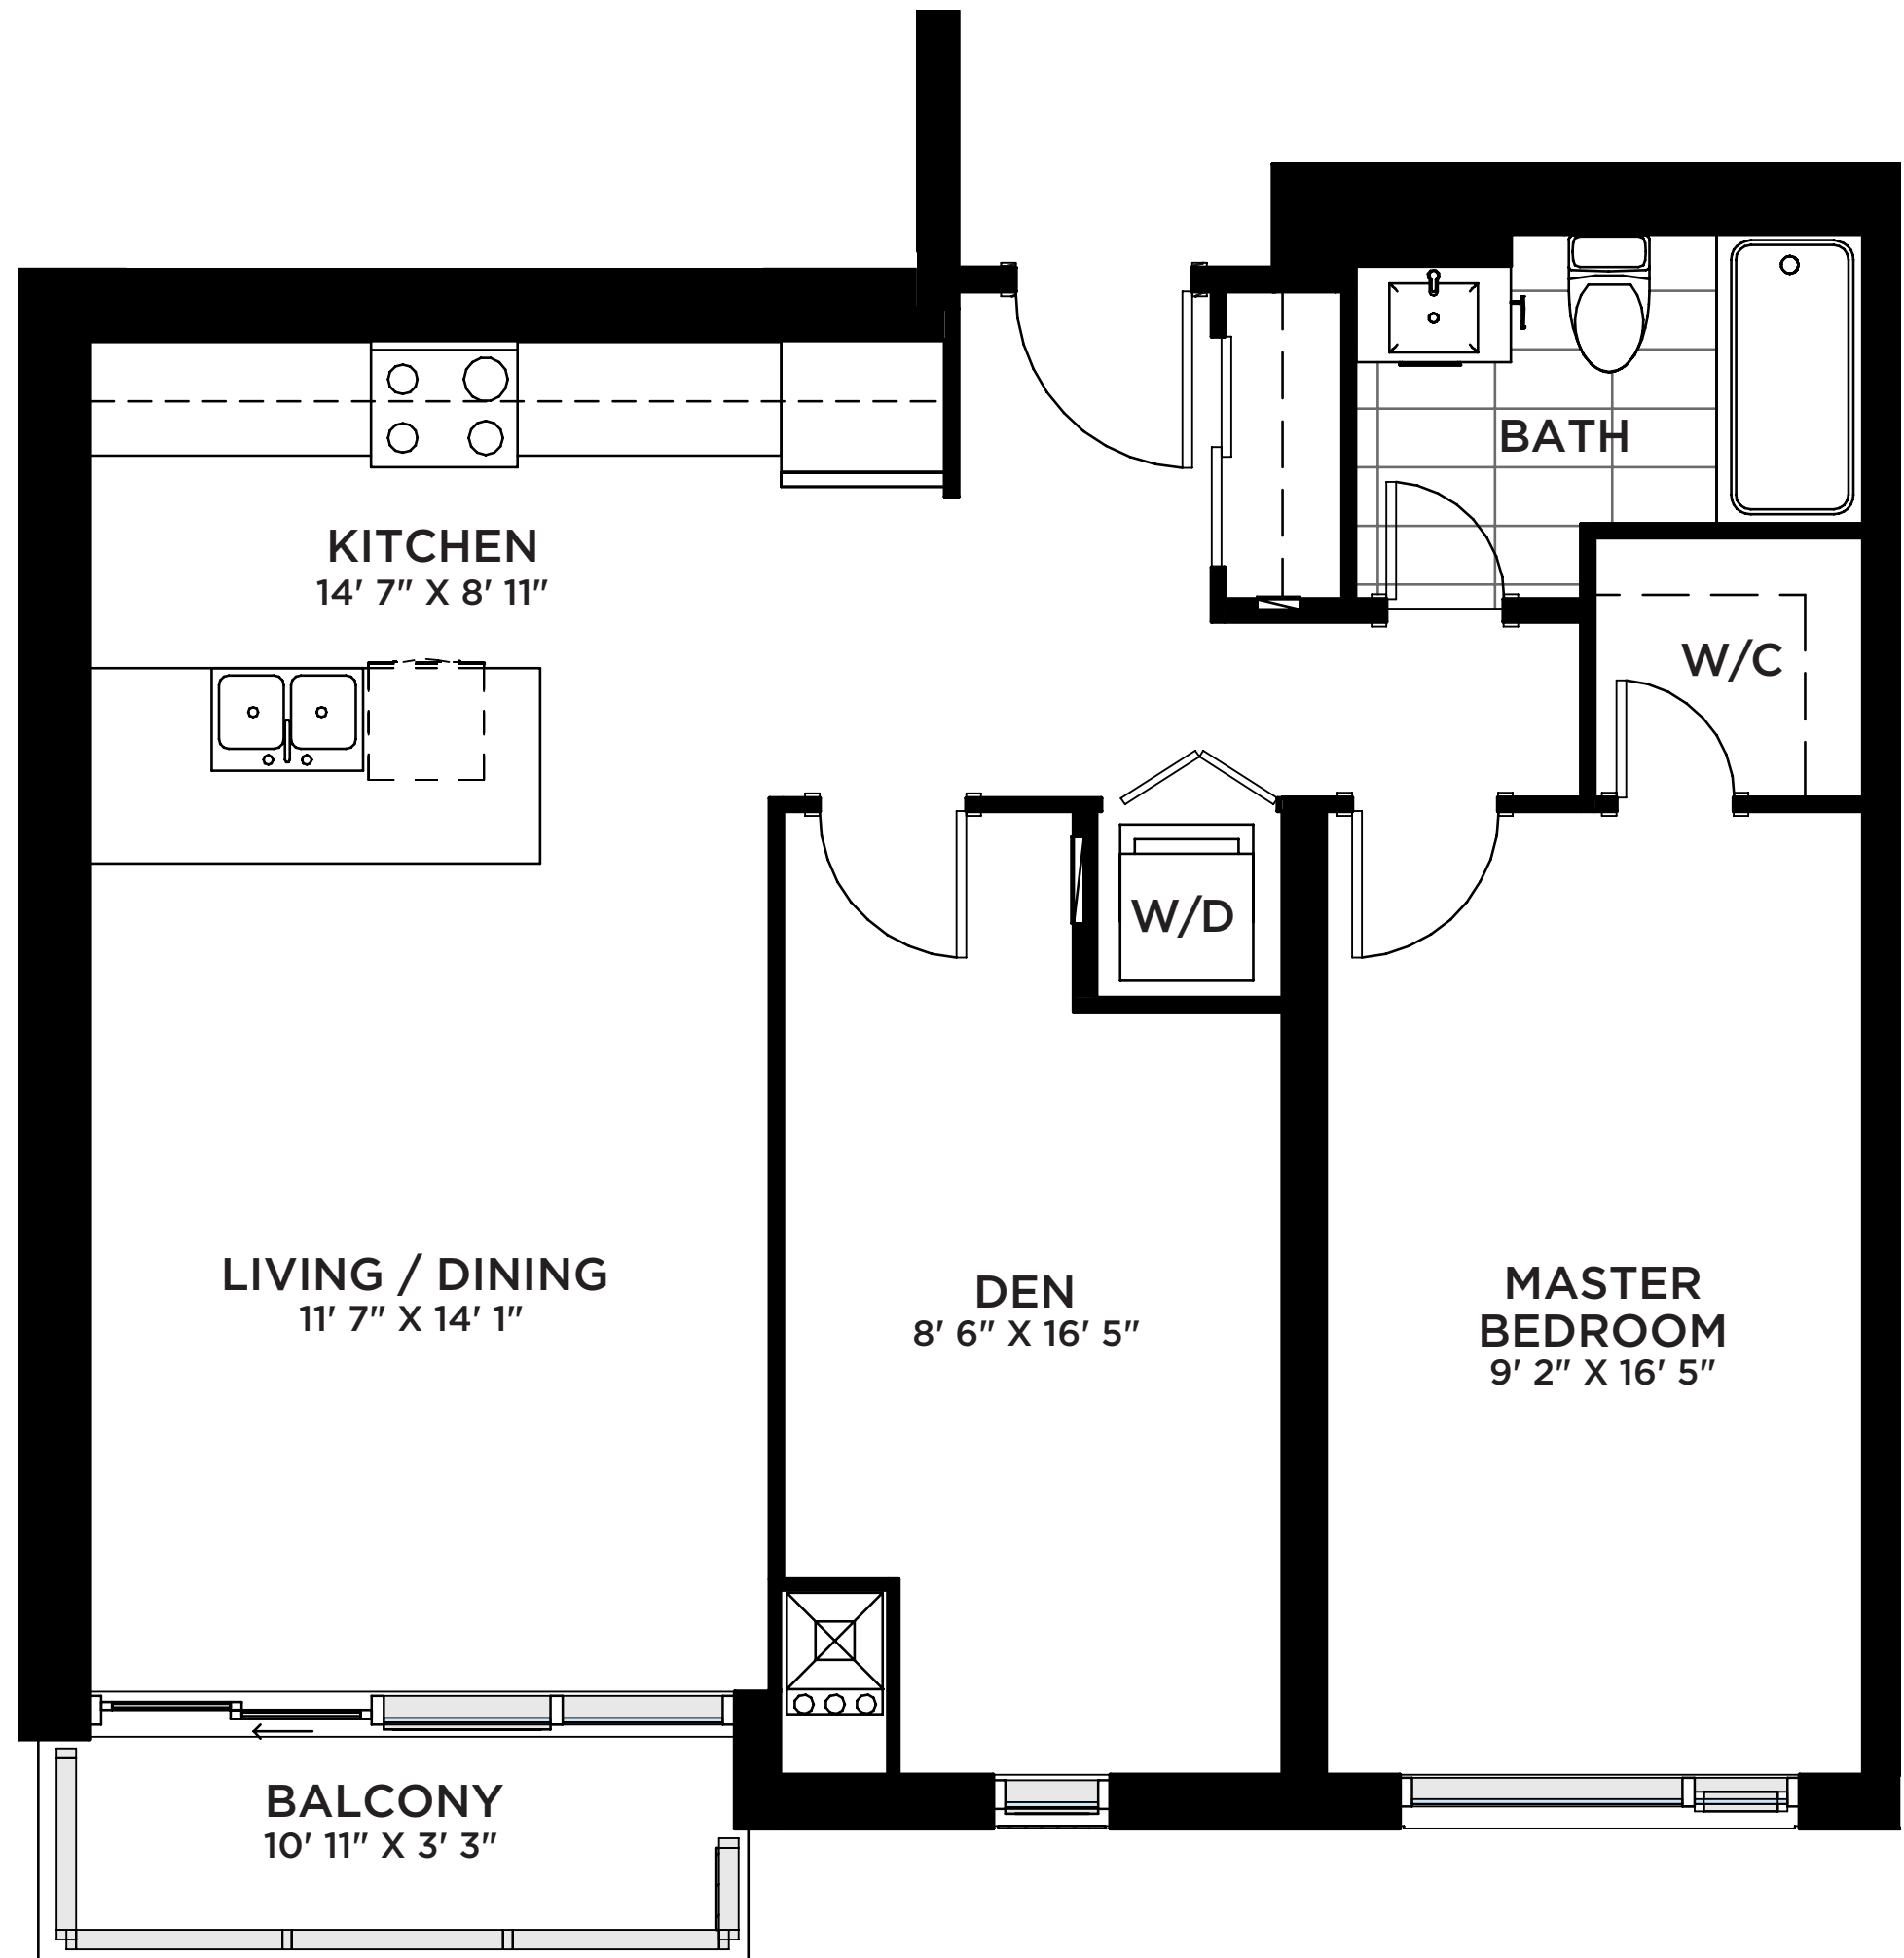 BATH
KITCHEN
14' 7" X 8' 11"
W/C
W/D
LIVING / DINING
11' 7" X 14' 1"
DEN
8' 6" X 16' 5"
MASTER
BEDROOM
9' 2" X 16' 5"
BALCONY
10' 11" X 3' 3"